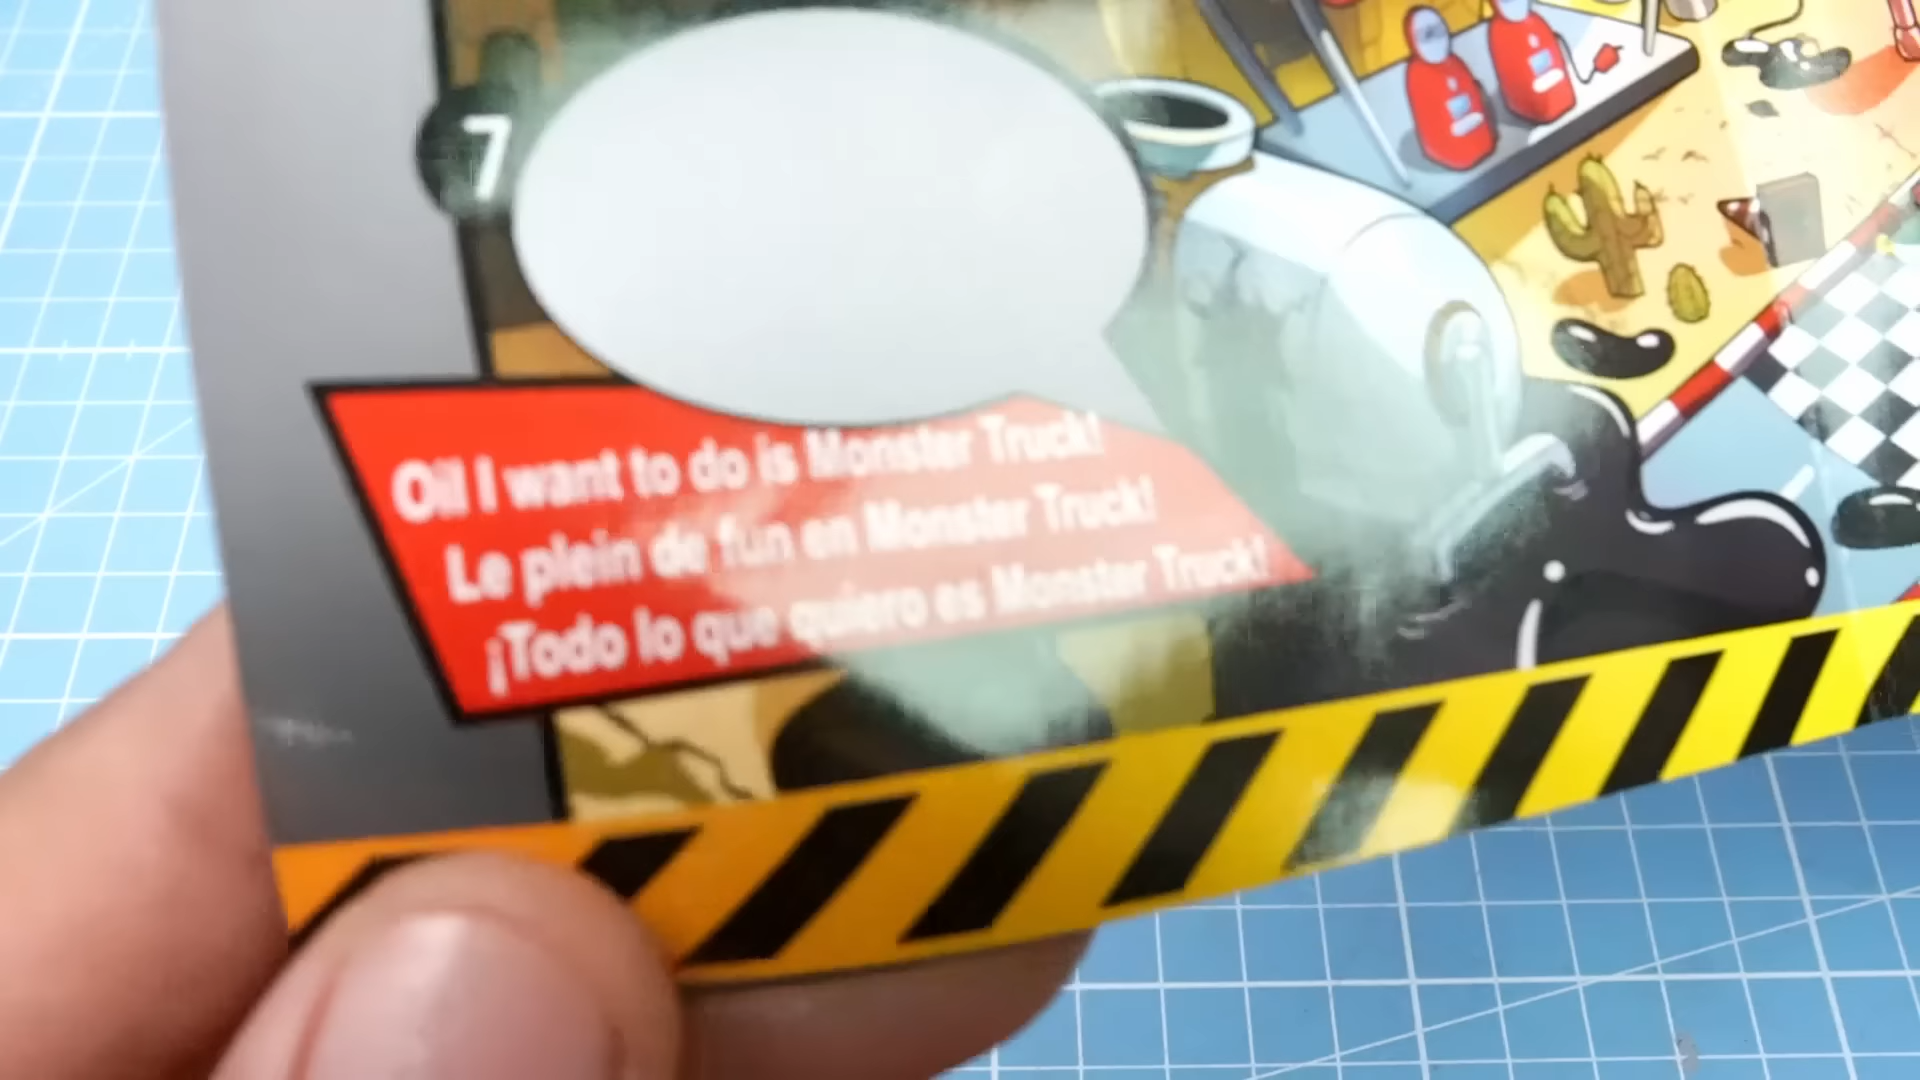 7
Oil I want to do is Monster Truck!
Le plein de fun en Monster Truck!
¡Todo lo que quiero es Monster Truck!